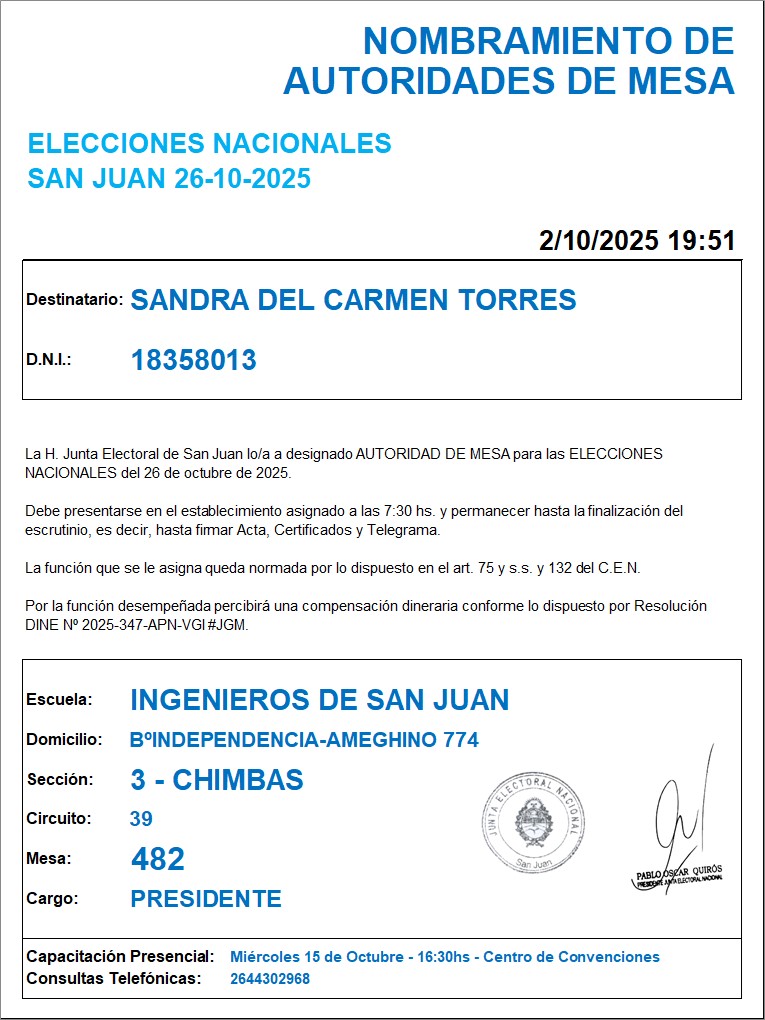 NOMBRAMIENTO DE
AUTORIDADES DE MESA
ELECCIONES NACIONALES
SAN JUAN 26-10-2025
2/10/2025 19:51
Destinatario: SANDRA DEL CARMEN TORRES
D.N.I.: 18358013
La H. Junta Electoral de San Juan lo/a a designado AUTORIDAD DE MESA para las ELECCIONES
NACIONALES del 26 de octubre de 2025.
Debe presentarse en el establecimiento asignado a las 7:30 hs. y permanecer hasta la finalización del
escrutinio, es decir, hasta firmar Acta, Certificados y Telegrama.
La función que se le asigna queda normada por lo dispuesto en el art. 75 y s.s. y 132 del C.E.N.
Por la función desempeñada percibirá una compensación dineraria conforme lo dispuesto por Resolución
DINE Nº 2025-347-APN-VGI#JGM.
Escuela: INGENIEROS DE SAN JUAN
Domicilio: BºINDEPENDENCIA-AMEGHINO 774
Sección: 3 - CHIMBAS
Circuito: 39
Mesa: 482
Cargo: PRESIDENTE
JUNTA ELECTORAL NACIONAL
San Juan
PABLO OSCAR QUIRÓS
PRESIDENTE JUNTA ELECTORAL NACIONAL
Capacitación Presencial: Miércoles 15 de Octubre - 16:30hs - Centro de Convenciones
Consultas Telefónicas: 2644302968